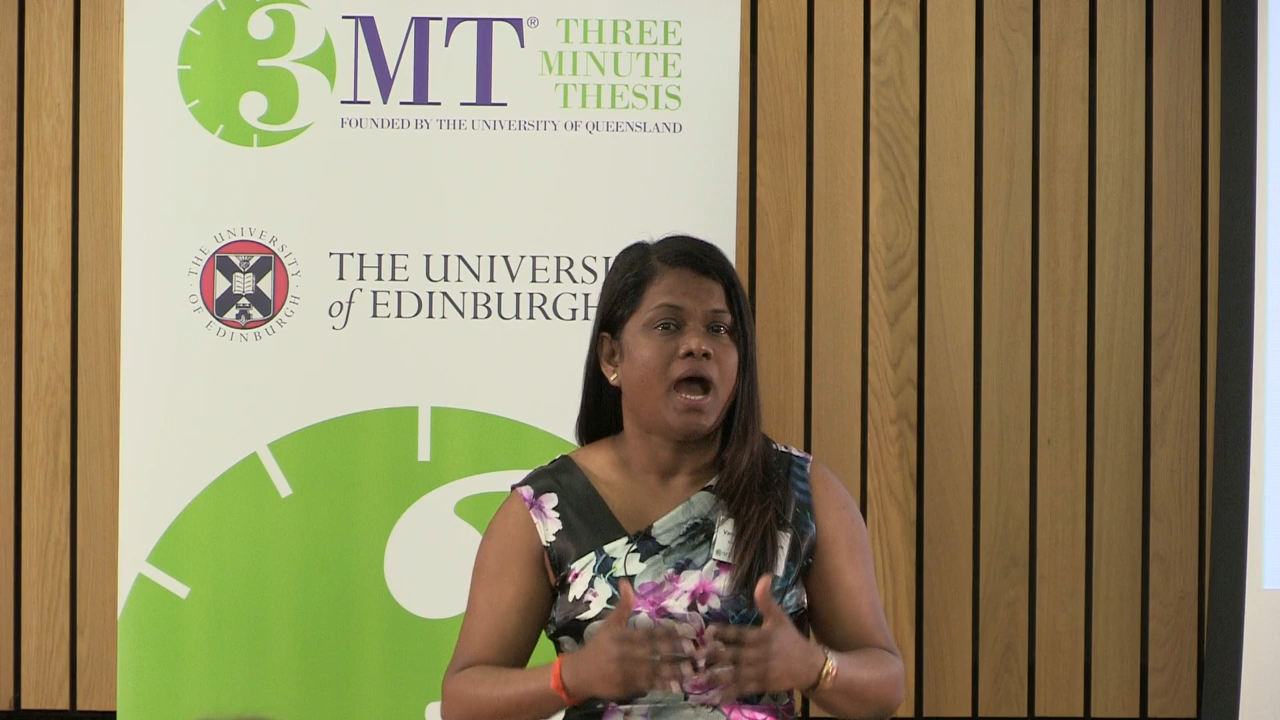 3MT® THREE
MINUTE
THESIS
FOUNDED BY THE UNIVERSITY OF QUEENSLAND
THE UNIVERSITY OF EDINBURGH
THE UNIVERSI
of EDINBURGH